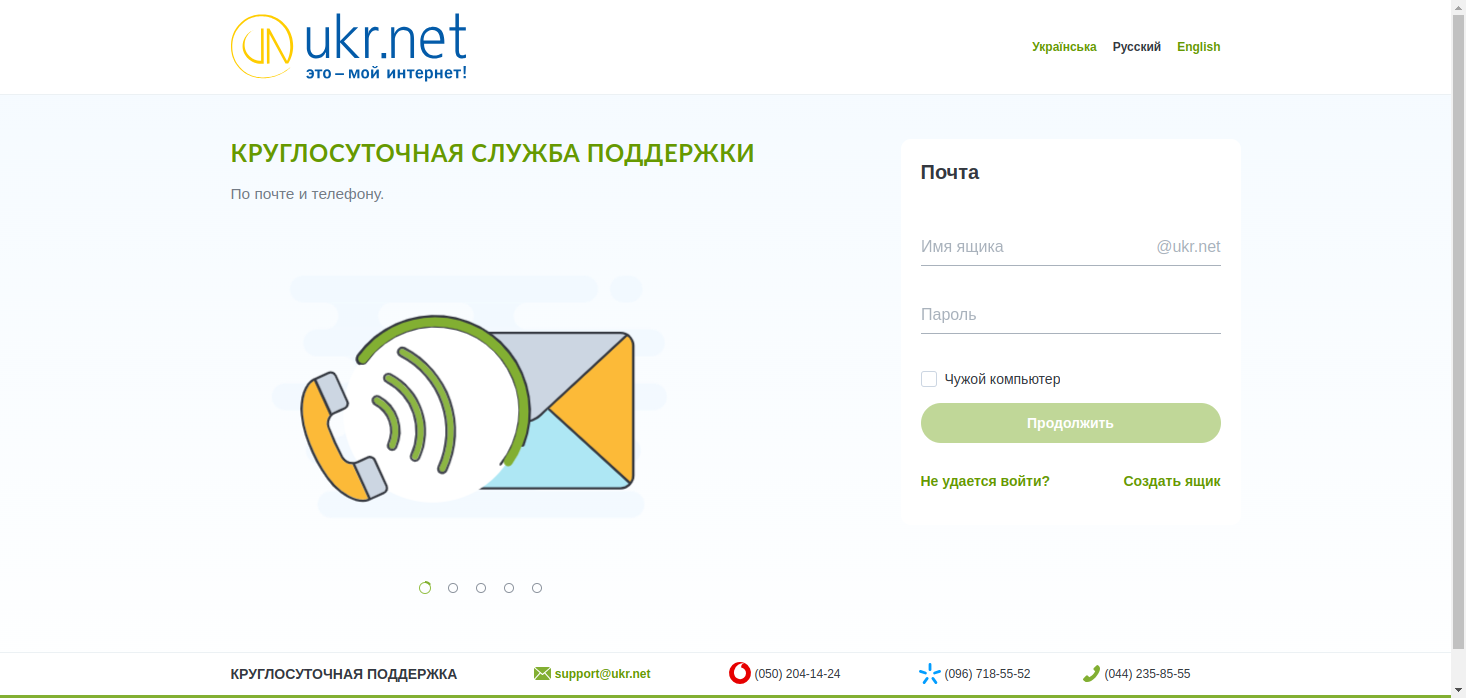 ukr.net
это – мой интернет!
Українська Русский English
КРУГЛОСУТОЧНАЯ СЛУЖБА ПОДДЕРЖКИ
По почте и телефону.
Почта
Имя ящика @ukr.net
Пароль
Чужой компьютер
Продолжить
Не удается войти? Создать ящик
КРУГЛОСУТОЧНАЯ ПОДДЕРЖКА support@ukr.net (050) 204-14-24 (096) 718-55-52 (044) 235-85-55